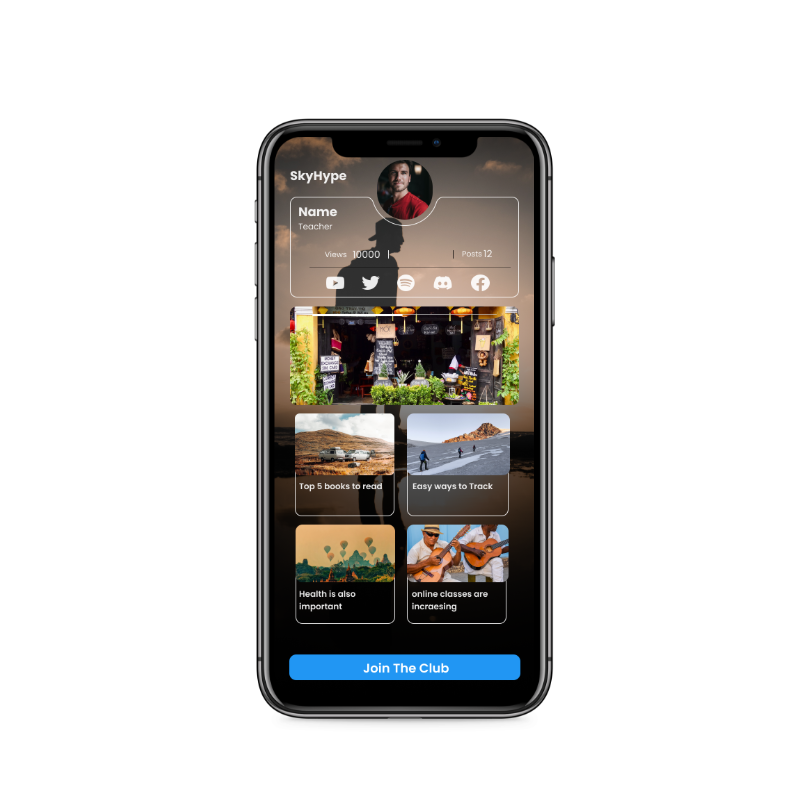 SkyHype
Name
Teacher
Views 10000 | | Posts 12
Top 5 books to read
Easy ways to Track
Health is also
important
online classes are
incraesing
Join The Club